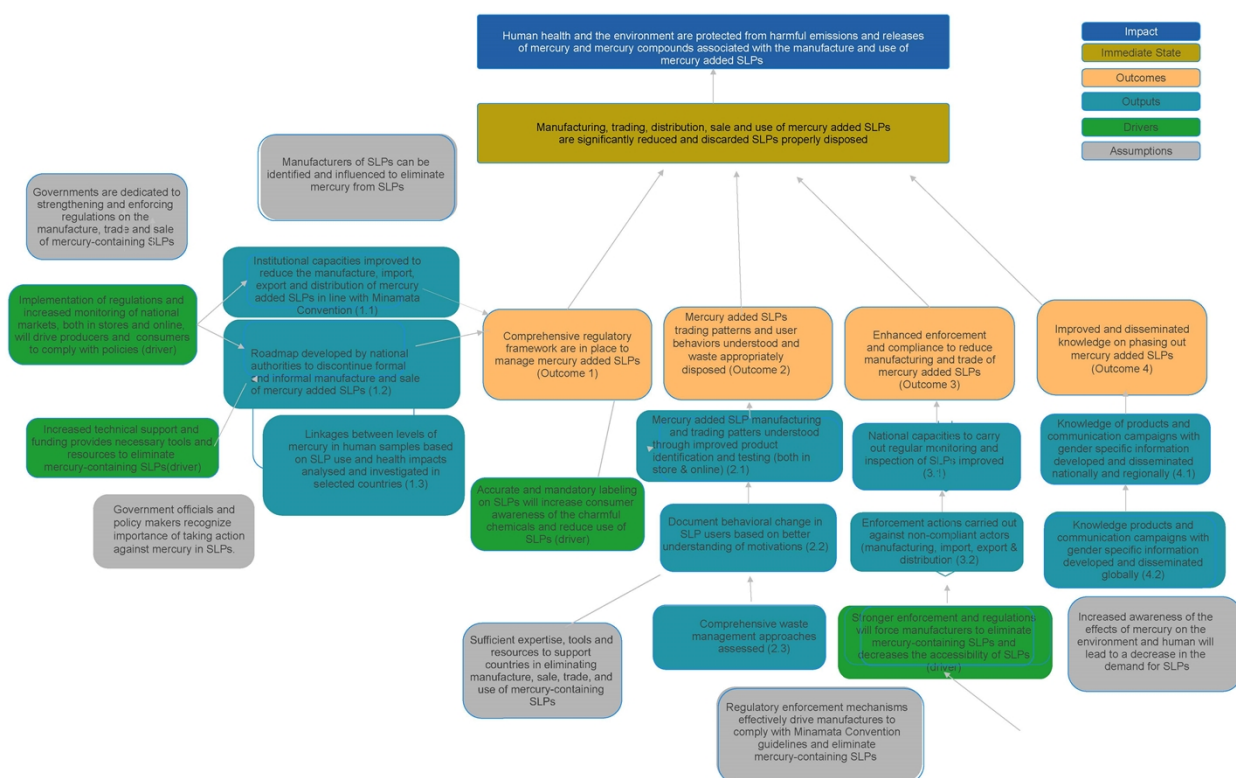 Human health and the environment are protected from harmful emissions and releases
of mercury and mercury compounds associated with the manufacture and use of
mercury added SLPs
Impact
Immediate State
Outcomes
Outputs
Drivers
Assumptions
Manufacturing, trading, distribution, sale and use of mercury added SLPs
are significantly reduced and discarded SLPs properly disposed
Manufacturers of SLPs can be
identified and influenced to eliminate
mercury from SLPs
Governments are dedicated to
strengthening and enforcing
regulations on the
manufacture, trade and sale
of mercury-containing SLPs
Institutional capacities improved to
reduce the manufacture, import,
export and distribution of mercury
added SLPs in line with Minamata
Convention (1.1)
Implementation of regulations and
increased monitoring of national
markets, both in stores and online,
will drive producers and consumers
to comply with policies (driver)
Roadmap developed by national
authorities to discontinue formal
and informal manufacture and sale
of mercury added SLPs (1.2)
Increased technical support and
funding provides necessary tools and
resources to eliminate
mercury-containing SLPs(driver)
Linkages between levels of
mercury in human samples based
on SLP use and health impacts
analysed and investigated in
selected countries (1.3)
Government officials and
policy makers recognize
importance of taking action
against mercury in SLPs.
Comprehensive regulatory
framework are in place to
manage mercury added SLPs
(Outcome 1)
Mercury added SLPs
trading patterns and user
behaviors understood and
waste appropriately
disposed (Outcome 2)
Enhanced enforcement
and compliance to reduce
manufacturing and trade of
mercury added SLPs
(Outcome 3)
Improved and disseminated
knowledge on phasing out
mercury added SLPs
(Outcome 4)
Accurate and mandatory labeling
on SLPs will increase consumer
awareness of the charmful
chemicals and reduce use of
SLPs (driver)
Mercury added SLP manufacturing
and trading patters understood
through improved product
identification and testing (both in
store & online) (2.1)
National capacities to carry
out regular monitoring and
inspection of SLPs improved
(3.1)
Knowledge of products and
communication campaigns with
gender specific information
developed and disseminated
nationally and regionally (4.1)
Document behavioral change in
SLP users based on better
understanding of motivations (2.2)
Enforcement actions carried out
against non-compliant actors
(manufacturing, import, export &
distribution (3.2)
Knowledge products and
communication campaigns with
gender specific information
developed and disseminated
globally (4.2)
Comprehensive waste
management approaches
assessed (2.3)
Stronger enforcement and regulations
will force manufacturers to eliminate
mercury-containing SLPs and
decreases the accessibility of SLPs
(driver)
Increased awareness of the
effects of mercury on the
environment and human will
lead to a decrease in the
demand for SLPs
Sufficient expertise, tools and
resources to support
countries in eliminating
manufacture, sale, trade, and
use of mercury-containing
SLPs
Regulatory enforcement mechanisms
effectively drive manufactures to
comply with Minamata Convention
guidelines and eliminate
mercury-containing SLPs